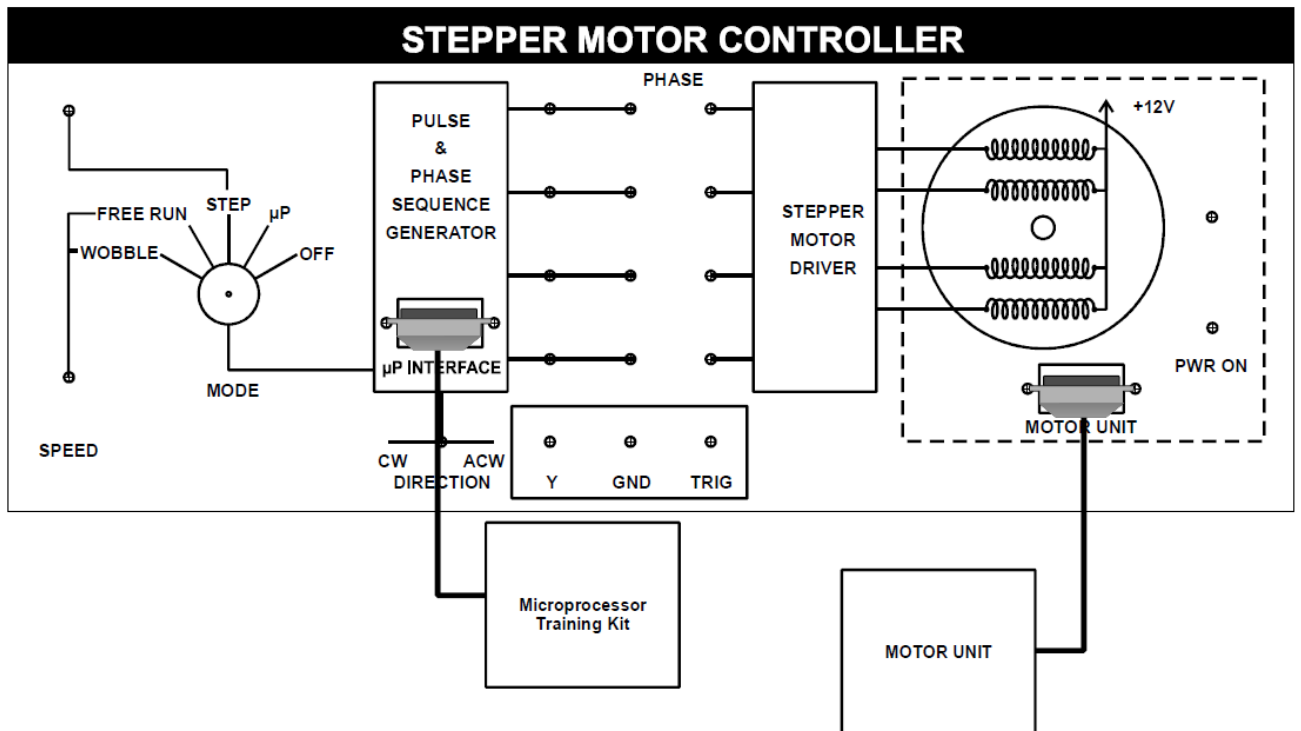 STEPPER MOTOR CONTROLLER
PHASE
+12V
PULSE
&
PHASE
SEQUENCE
GENERATOR
STEPPER
MOTOR
DRIVER
FREE RUN
STEP
µP
WOBBLE
OFF
MODE
SPEED
µP INTERFACE
CW
ACW
DIRECTION
Y
GND
TRIG
PWR ON
MOTOR UNIT
Microprocessor
Training Kit
MOTOR UNIT